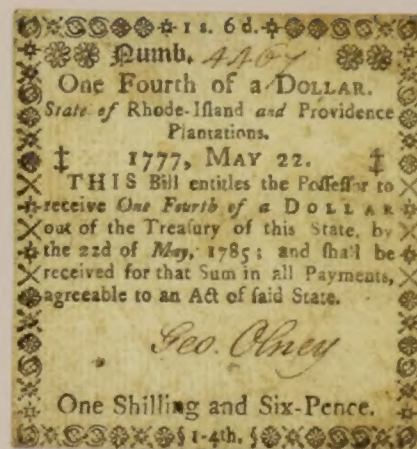 1 s. 6d.
Numb. 4467
One Fourth of a DOLLAR.
State of Rhode-Iſland and Providence
Plantations.
‡ 1777, MAY 22. ‡
THIS Bill entitles the Poſſeſſor to
receive One Fourth of a DOLLAR
out of the Treaſury of this State, by
the 22d of May, 1785; and ſhall be
received for that Sum in all Payments,
agreeable to an Act of ſaid State.
Geo. Olney
One Shilling and Six-Pence.
§ 1-4th. §